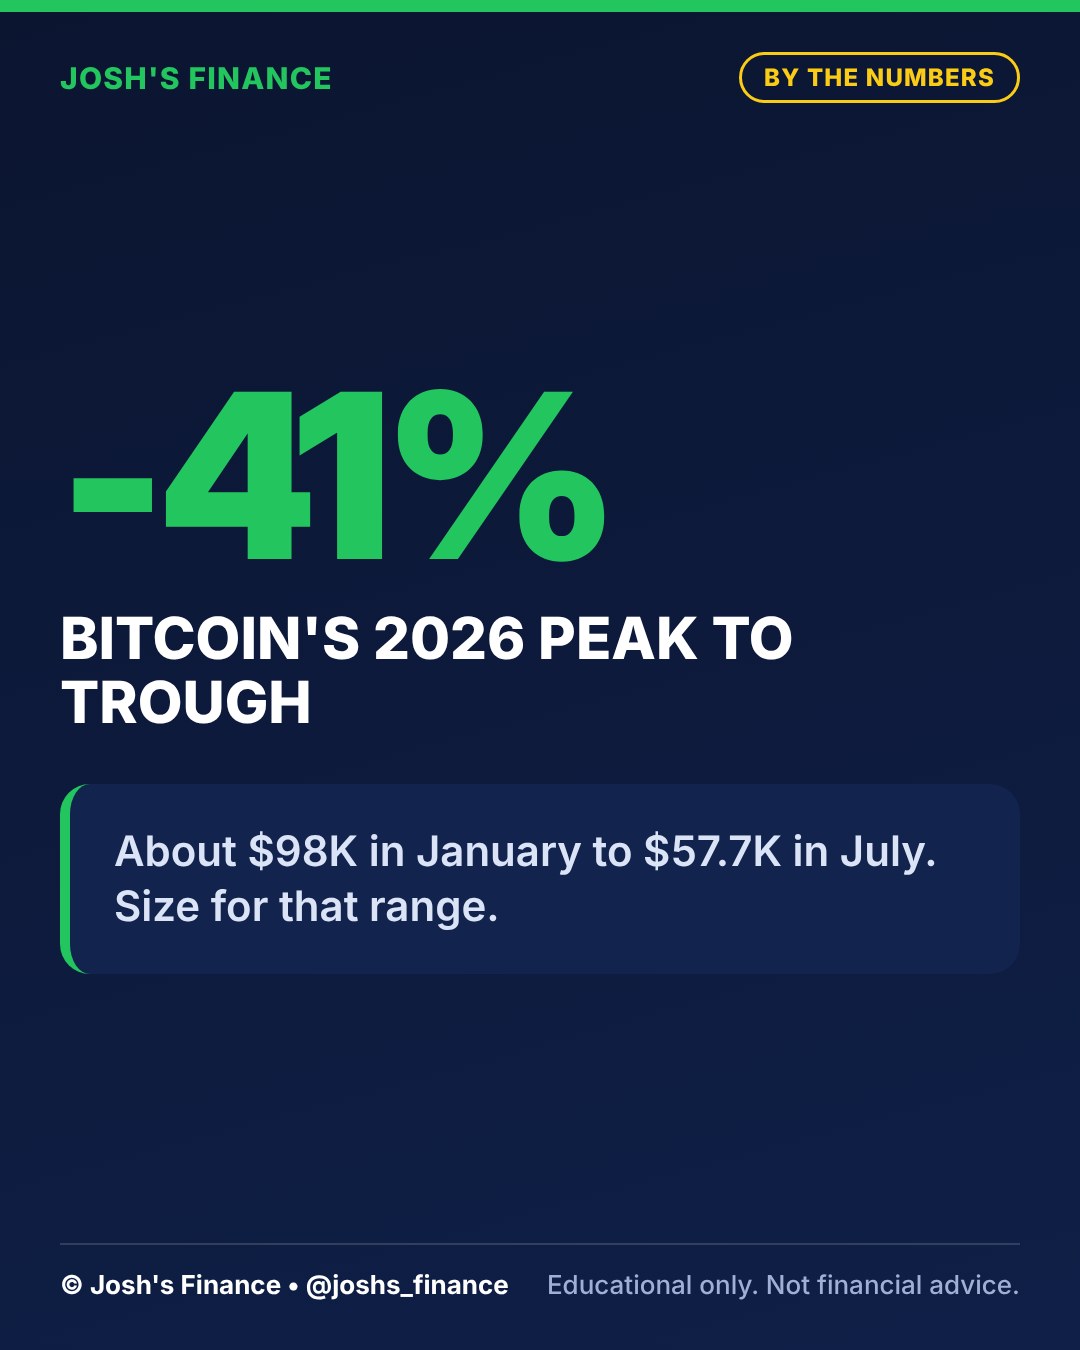 JOSH'S FINANCE
BY THE NUMBERS
-41%
BITCOIN'S 2026 PEAK TO
TROUGH
About $98K in January to $57.7K in July.
Size for that range.
© Josh's Finance • @joshs_finance
Educational only. Not financial advice.